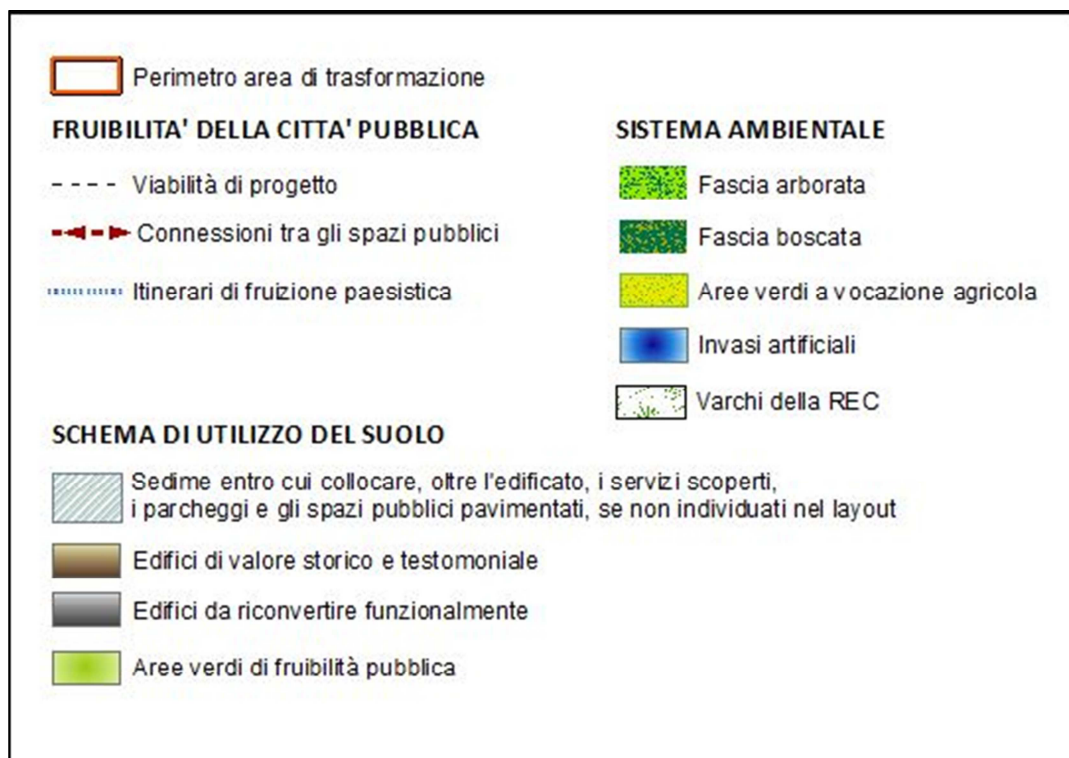 Perimetro area di trasformazione
FRUIBILITA' DELLA CITTA' PUBBLICA
Viabilità di progetto
Connessioni tra gli spazi pubblici
Itinerari di fruizione paesistica
SISTEMA AMBIENTALE
Fascia arborata
Fascia boscata
Aree verdi a vocazione agricola
Invasi artificiali
Varchi della REC
SCHEMA DI UTILIZZO DEL SUOLO
Sedime entro cui collocare, oltre l'edificato, i servizi scoperti,
i parcheggi e gli spazi pubblici pavimentati, se non individuati nel layout
Edifici di valore storico e testomoniale
Edifici da riconvertire funzionalmente
Aree verdi di fruibilità pubblica